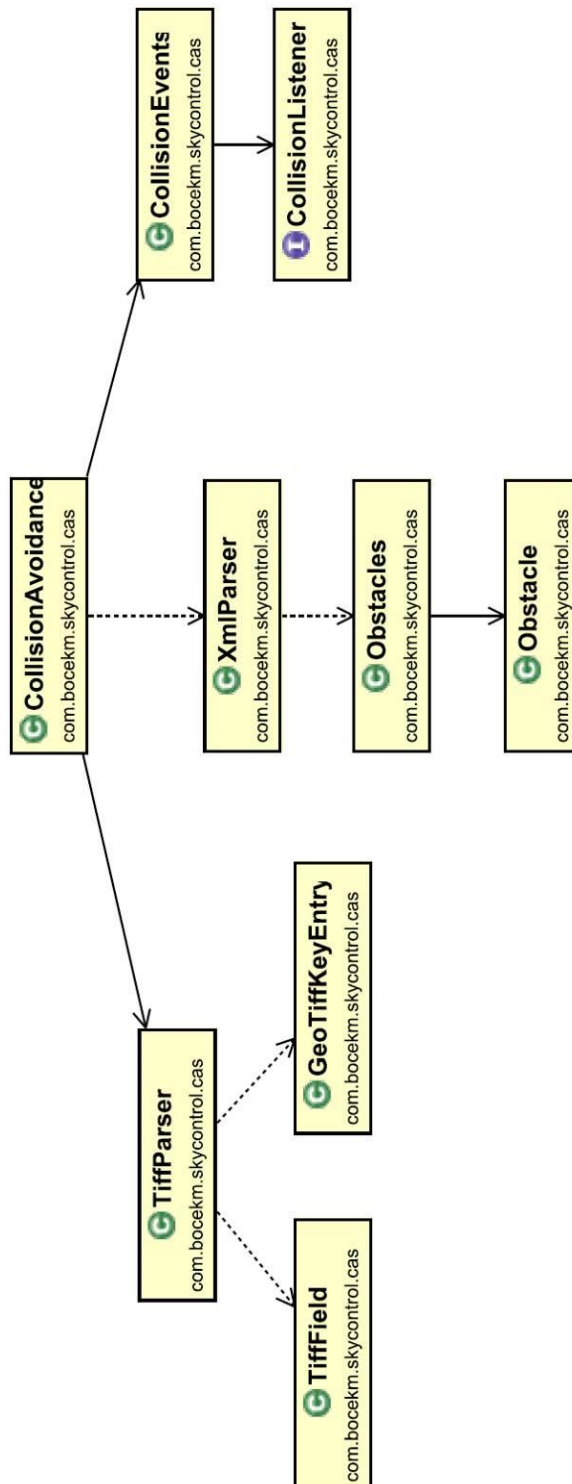 CollisionAvoidance
com.bocekm.skycontrol.cas
TiffParser
com.bocekm.skycontrol.cas
CollisionEvents
com.bocekm.skycontrol.cas
XmlParser
com.bocekm.skycontrol.cas
TiffField
com.bocekm.skycontrol.cas
GeoTiffKeyEntry
com.bocekm.skycontrol.cas
CollisionListener
com.bocekm.skycontrol.cas
Obstacles
com.bocekm.skycontrol.cas
Obstacle
com.bocekm.skycontrol.cas